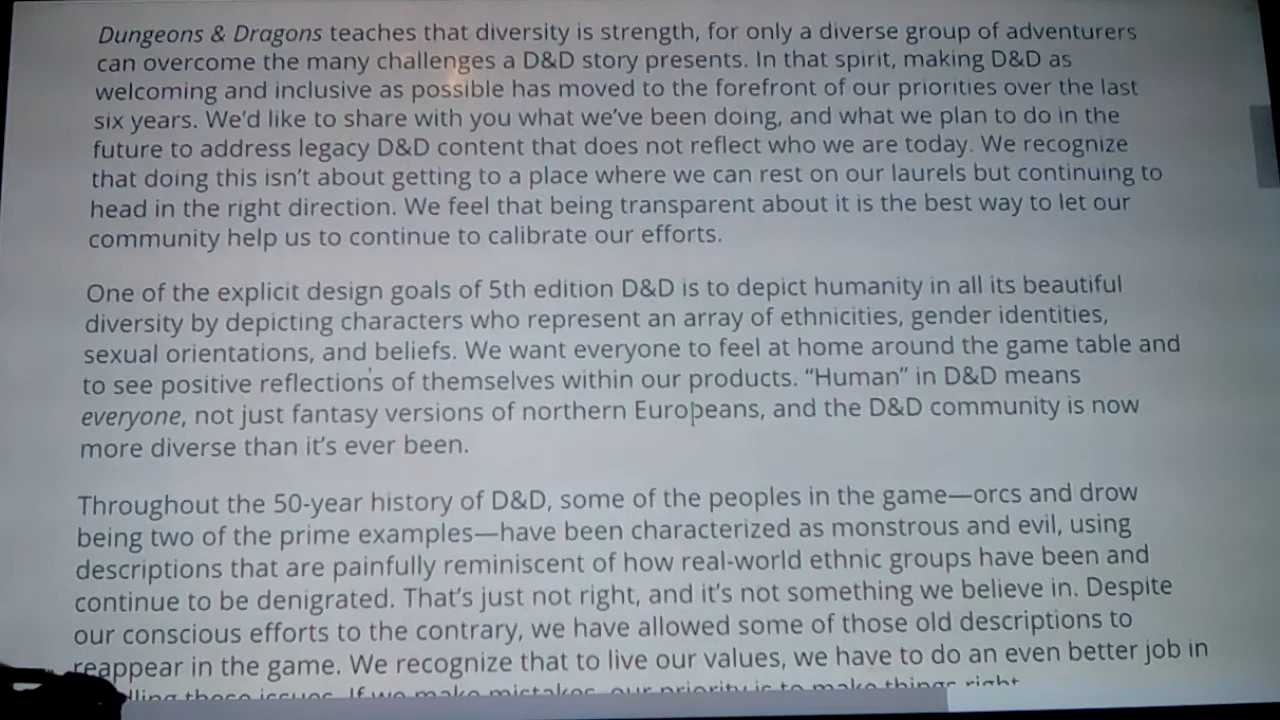 Dungeons & Dragons teaches that diversity is strength, for only a diverse group of adventurers
can overcome the many challenges a D&D story presents. In that spirit, making D&D as
welcoming and inclusive as possible has moved to the forefront of our priorities over the last
six years. We’d like to share with you what we’ve been doing, and what we plan to do in the
future to address legacy D&D content that does not reflect who we are today. We recognize
that doing this isn’t about getting to a place where we can rest on our laurels but continuing to
head in the right direction. We feel that being transparent about it is the best way to let our
community help us to continue to calibrate our efforts.
One of the explicit design goals of 5th edition D&D is to depict humanity in all its beautiful
diversity by depicting characters who represent an array of ethnicities, gender identities,
sexual orientations, and beliefs. We want everyone to feel at home around the game table and
to see positive reflections of themselves within our products. “Human” in D&D means
everyone, not just fantasy versions of northern Europeans, and the D&D community is now
more diverse than it’s ever been.
Throughout the 50-year history of D&D, some of the peoples in the game—orcs and drow
being two of the prime examples—have been characterized as monstrous and evil, using
descriptions that are painfully reminiscent of how real-world ethnic groups have been and
continue to be denigrated. That’s just not right, and it’s not something we believe in. Despite
our conscious efforts to the contrary, we have allowed some of those old descriptions to
reappear in the game. We recognize that to live our values, we have to do an even better job in
these issues. If we make mistakes, our priority is to make things right